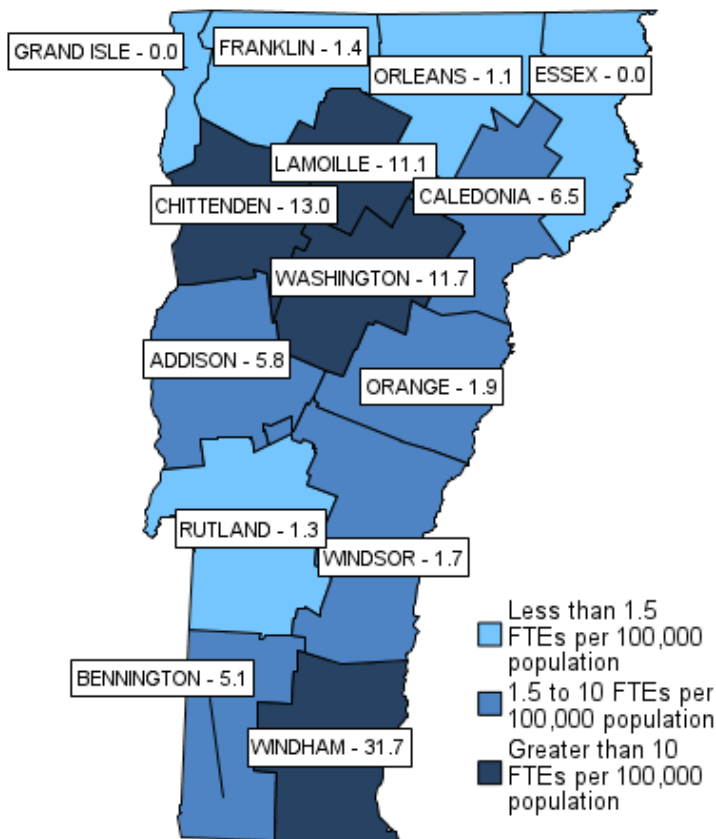 GRAND ISLE - 0.0
FRANKLIN - 1.4
ORLEANS - 1.1
ESSEX - 0.0
LAMOILLE - 11.1
CALEDONIA - 6.5
CHITTENDEN - 13.0
WASHINGTON - 11.7
ADDISON - 5.8
ORANGE - 1.9
RUTLAND - 1.3
WINDSOR - 1.7
BENNINGTON - 5.1
WINDHAM - 31.7
Less than 1.5
FTEs per 100,000
population
1.5 to 10 FTEs per
100,000 population
Greater than 10
FTEs per 100,000
population